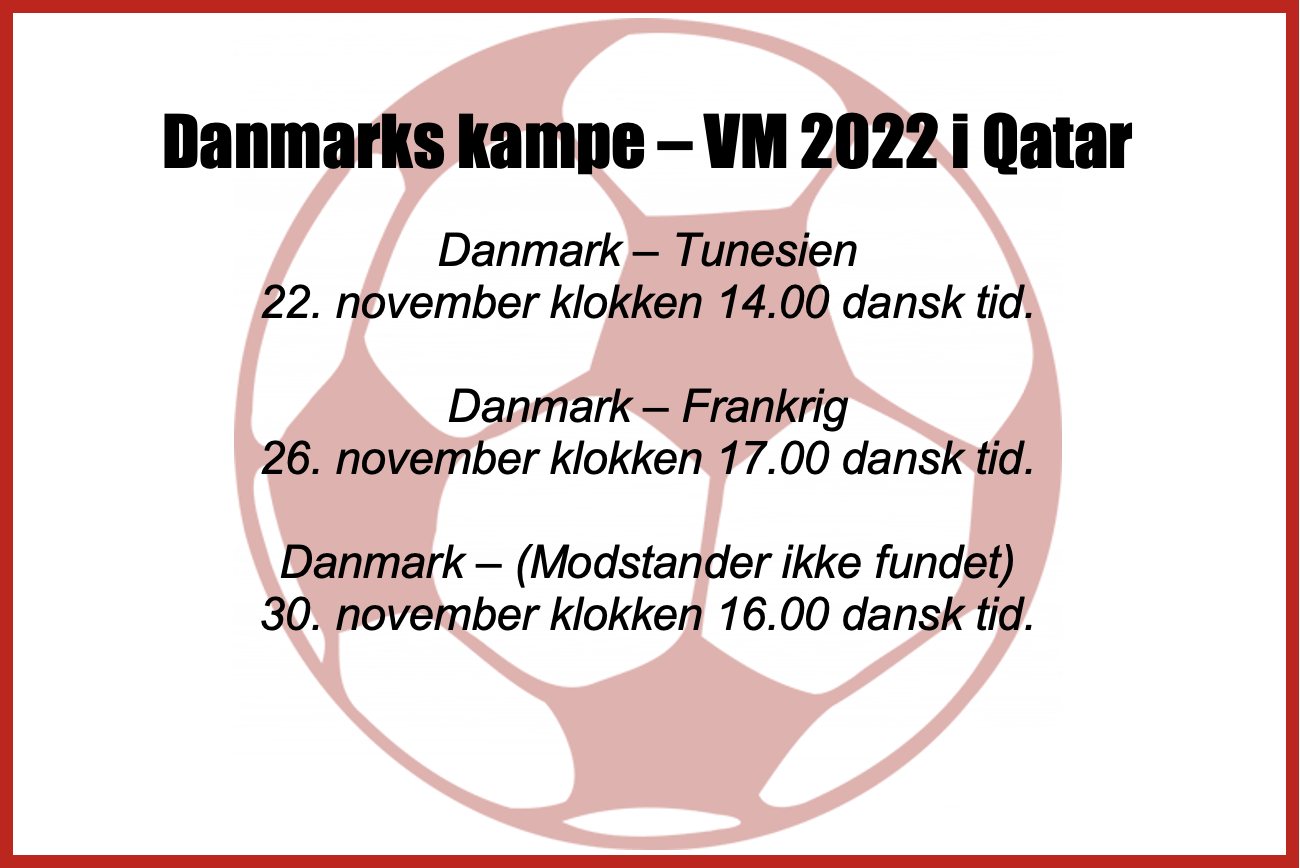 Danmarks kampe – VM 2022 i Qatar
Danmark – Tunesien
22. november klokken 14.00 dansk tid.
Danmark – Frankrig
26. november klokken 17.00 dansk tid.
Danmark – (Modstander ikke fundet)
30. november klokken 16.00 dansk tid.